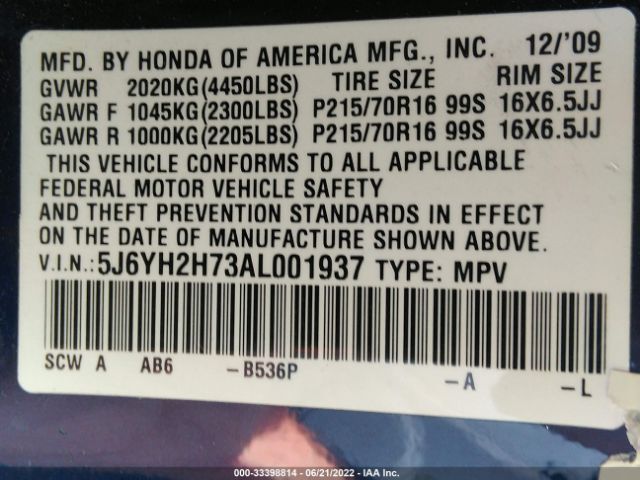 MFD. BY HONDA OF AMERICA MFG., INC. 12/'09
GVWR 2020KG(4450LBS) TIRE SIZE RIM SIZE
GAWR F 1045KG(2300LBS) P215/70R16 99S 16X6.5JJ
GAWR R 1000KG(2205LBS) P215/70R16 99S 16X6.5JJ
THIS VEHICLE CONFORMS TO ALL APPLICABLE
FEDERAL MOTOR VEHICLE SAFETY
AND THEFT PREVENTION STANDARDS IN EFFECT
ON THE DATE OF MANUFACTURE SHOWN ABOVE.
V.I.N.: 5J6YH2H73AL001937 TYPE: MPV
SCW A AB6 -B536P -A -L
000-33398814 - 06/21/2022 - IAA Inc.